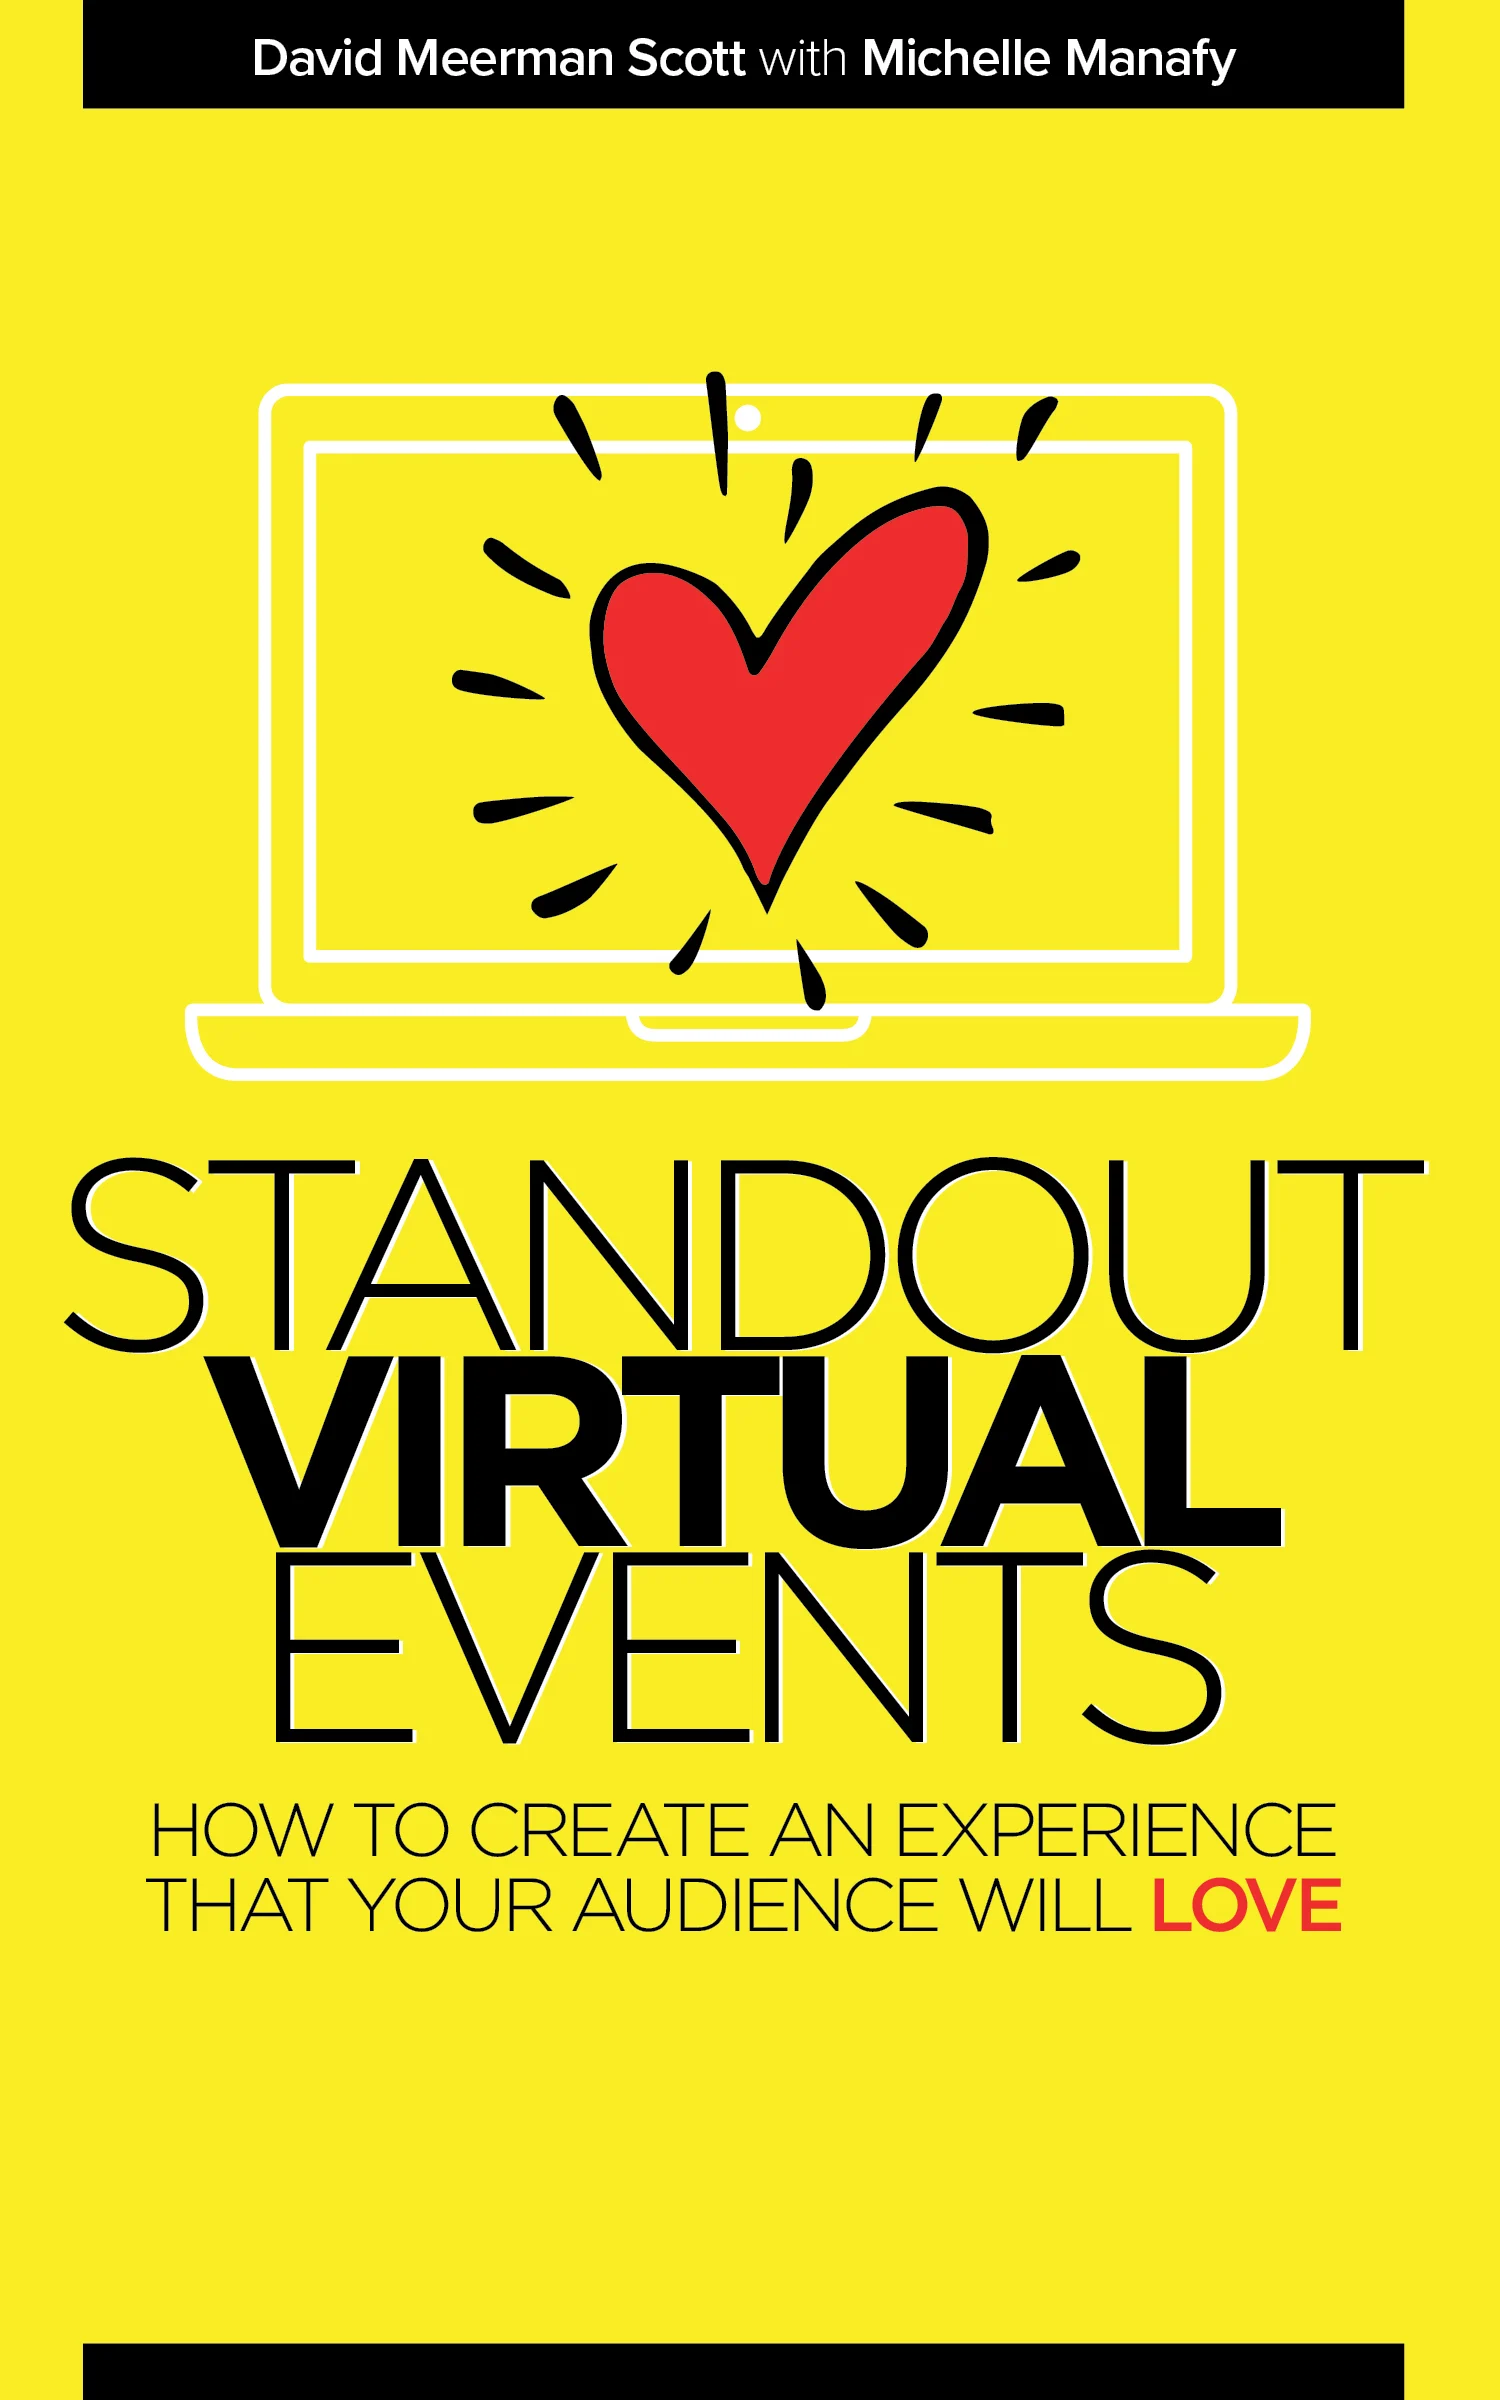 David Meerman Scott with Michelle Manafy
STANDOUT
VIRTUAL
EVENTS
HOW TO CREATE AN EXPERIENCE
THAT YOUR AUDIENCE WILL LOVE